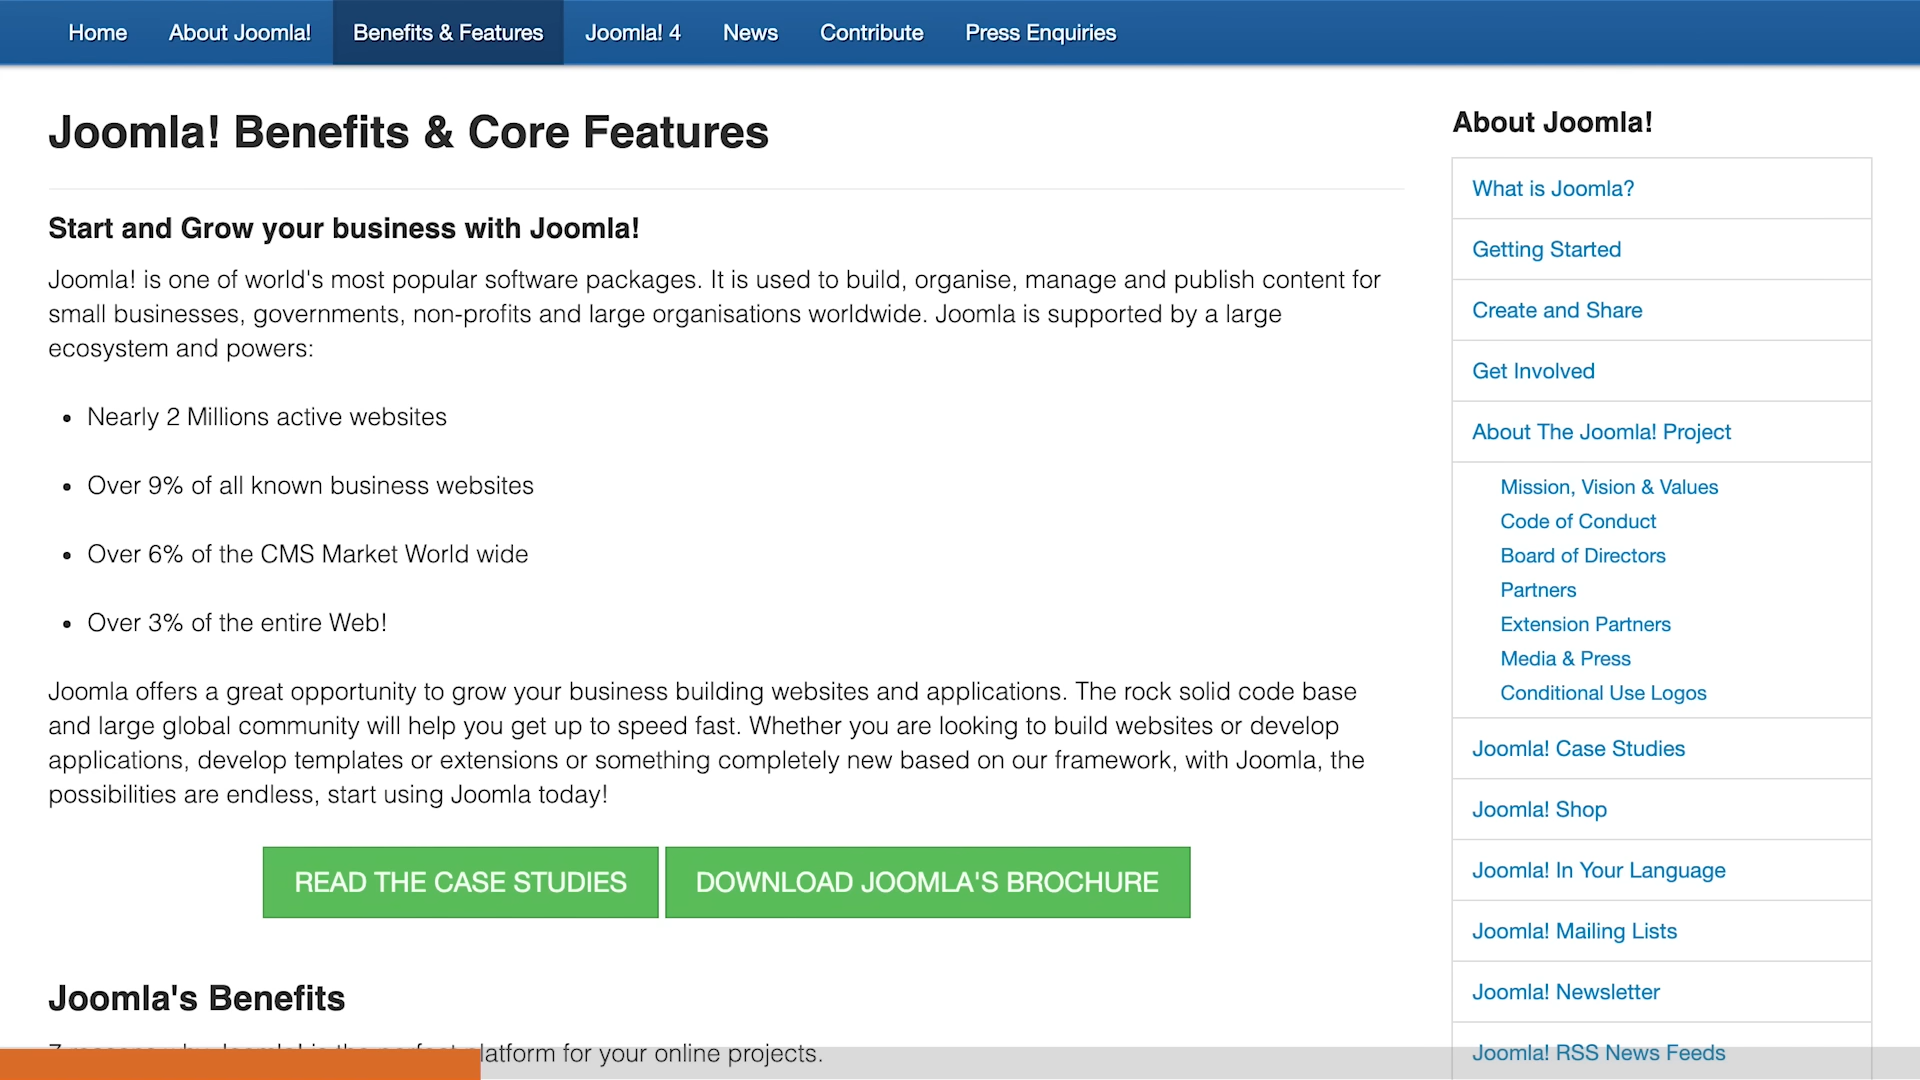 Home About Joomla! Benefits & Features Joomla! 4 News Contribute Press Enquiries
Joomla! Benefits & Core Features
Start and Grow your business with Joomla!
Joomla! is one of world's most popular software packages. It is used to build, organise, manage and publish content for
small businesses, governments, non-profits and large organisations worldwide. Joomla is supported by a large
ecosystem and powers:
• Nearly 2 Millions active websites
• Over 9% of all known business websites
• Over 6% of the CMS Market World wide
• Over 3% of the entire Web!
Joomla offers a great opportunity to grow your business building websites and applications. The rock solid code base
and large global community will help you get up to speed fast. Whether you are looking to build websites or develop
applications, develop templates or extensions or something completely new based on our framework, with Joomla, the
possibilities are endless, start using Joomla today!
READ THE CASE STUDIES DOWNLOAD JOOMLA'S BROCHURE
Joomla's Benefits
7 reasons why Joomla! is the perfect platform for your online projects.
About Joomla!
What is Joomla?
Getting Started
Create and Share
Get Involved
About The Joomla! Project
Mission, Vision & Values
Code of Conduct
Board of Directors
Partners
Extension Partners
Media & Press
Conditional Use Logos
Joomla! Case Studies
Joomla! Shop
Joomla! In Your Language
Joomla! Mailing Lists
Joomla! Newsletter
Joomla! RSS News Feeds